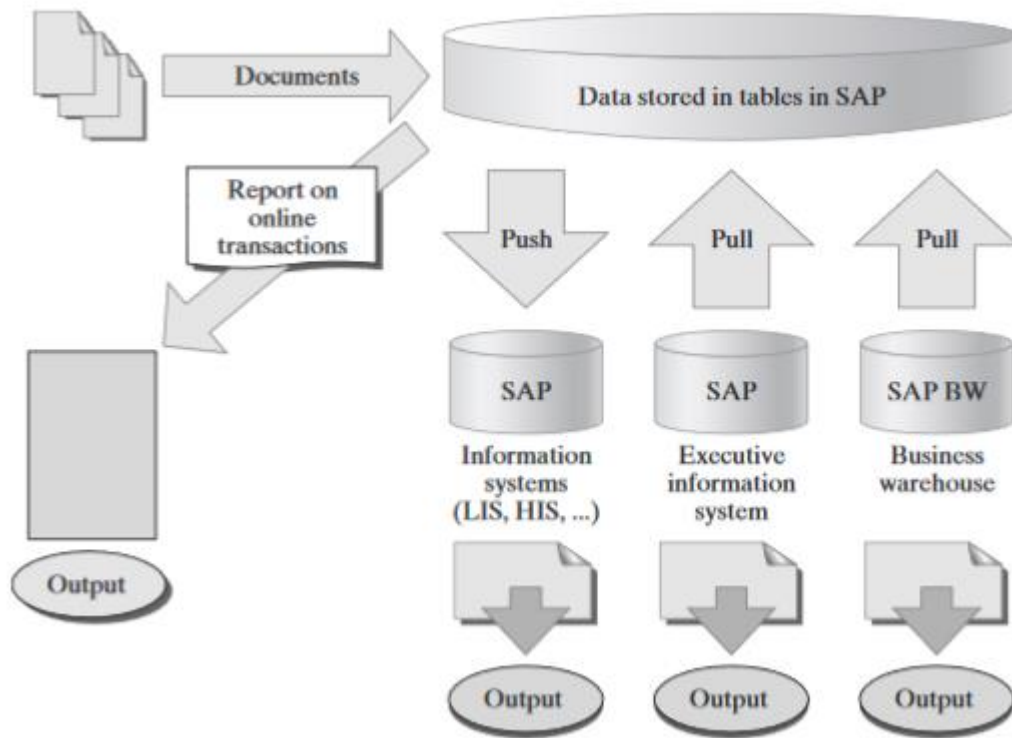 Documents
Data stored in tables in SAP
Report on
online
transactions
Push
Pull
Pull
SAP
SAP
SAP BW
Information
systems
(LIS, HIS, ...)
Executive
information
system
Business
warehouse
Output
Output
Output
Output